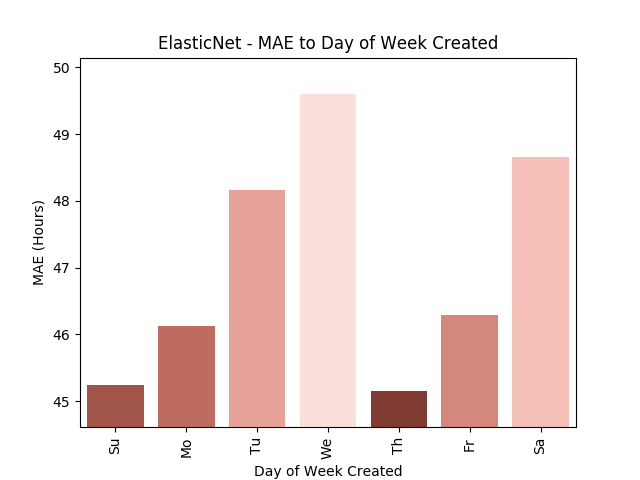 ElasticNet - MAE to Day of Week Created
50
49
48
47
46
45
MAE (Hours)
Su
Mo
Tu
We
Th
Fr
Sa
Day of Week Created